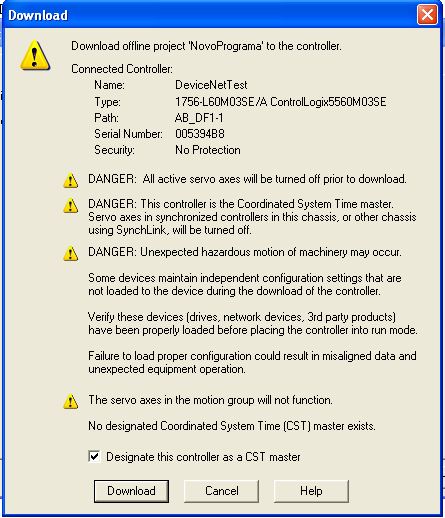 Download
Download offline project 'NovoPrograma' to the controller.
Connected Controller:
Name: DeviceNetTest
Type: 1756-L60M03SE/A ControlLogix5560M03SE
Path: AB_DF1-1
Serial Number: 005394B8
Security: No Protection
DANGER: All active servo axes will be turned off prior to download.
DANGER: This controller is the Coordinated System Time master.
Servo axes in synchronized controllers in this chassis, or other chassis
using SynchLink, will be turned off.
DANGER: Unexpected hazardous motion of machinery may occur.
Some devices maintain independent configuration settings that are
not loaded to the device during the download of the controller.
Verify these devices (drives, network devices, 3rd party products)
have been properly loaded before placing the controller into run mode.
Failure to load proper configuration could result in misaligned data and
unexpected equipment operation.
The servo axes in the motion group will not function.
No designated Coordinated System Time (CST) master exists.
Designate this controller as a CST master
Download Cancel Help